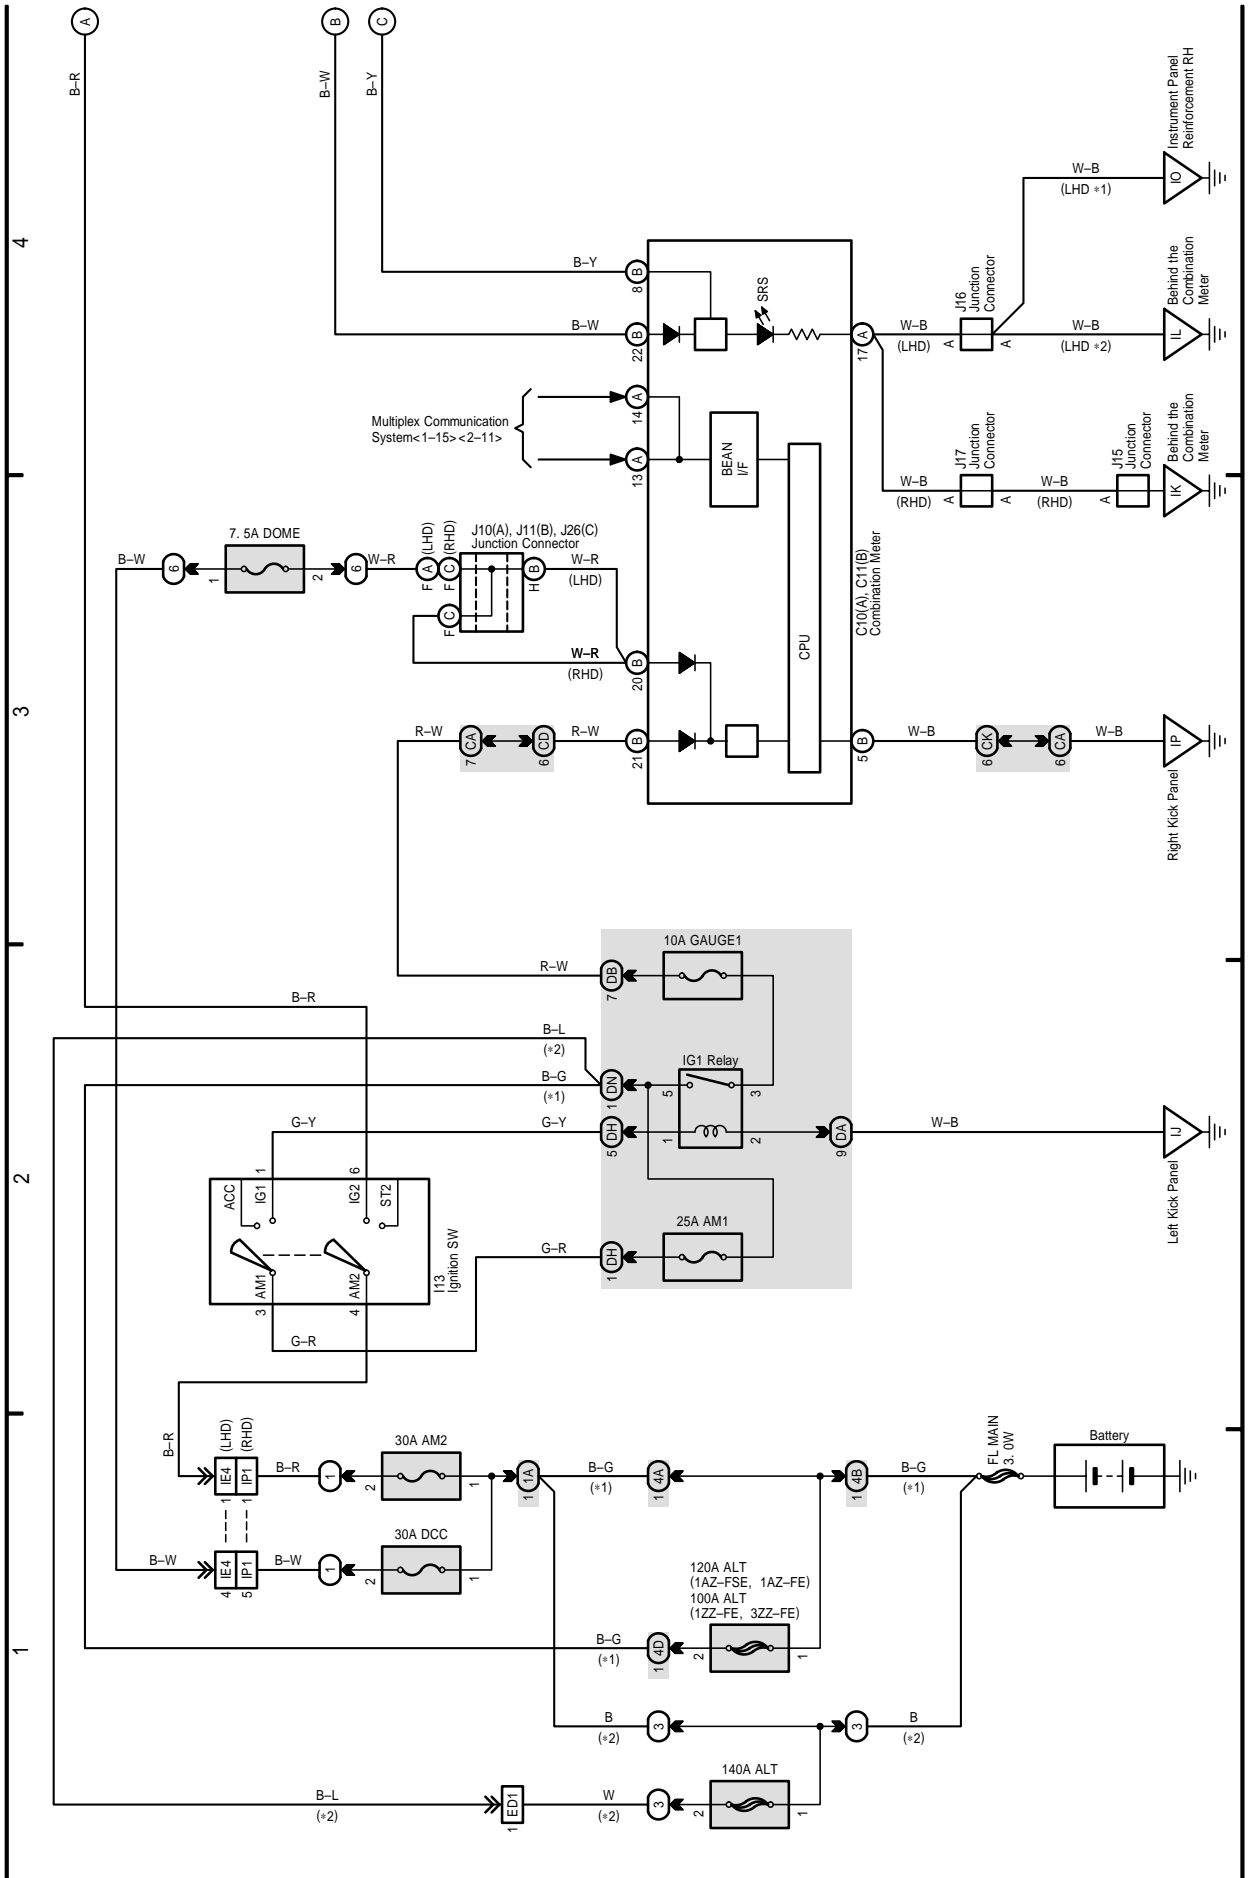 A
B
C
B–R
B–W
B–Y
4
B–Y
8 B
B–W
22 B
SRS
17 A
W–B
(LHD)
A
J16
Junction
Connector
A
W–B
(LHD ∗1)
IO
Instrument Panel
Reinforcement RH
W–B
(LHD ∗2)
IL
Behind the
Combination
Meter
Multiplex Communication
System<1–15><2–11>
14 A
13 A
BEAN
I/F
W–B
(RHD)
A
J17
Junction
Connector
A
W–B
(RHD)
A
J15
Junction
Connector
IK
Behind the
Combination
Meter
3
B–W
6
7. 5A DOME
1
2
6
W–R
F A (LHD)
F C (RHD)
J10(A), J11(B), J26(C)
Junction Connector
F C
H B
W–R
(LHD)
W–R
(RHD)
20 B
C10(A), C11(B)
Combination Meter
CPU
R–W
7 CA
6 CD
R–W
21 B
5 B
W–B
6 CK
6 CA
W–B
IP
Right Kick Panel
2
B–R
B–L
(∗2)
B–G
(∗1)
R–W
7 DB
10A GAUGE1
1 DN
IG1 Relay
5
3
1
2
G–Y
G–Y
5 DH
9 DA
W–B
IJ
Left Kick Panel
ACC
IG1 1
IG2 6
ST2
3 AM1
4 AM2
I13
Ignition SW
G–R
G–R
1 DH
25A AM1
1
B–R
1 IE4 (LHD)
1 IP1 (RHD)
B–R
1
30A AM2
2
1
1 1A
B–G
(∗1)
1 4A
1 4B
B–G
(∗1)
FL MAIN
3. 0W
Battery
B–W
4 IE4
5 IP1
B–W
1
30A DCC
2
1
B–G
(∗1)
1 4D
120A ALT
(1AZ–FSE, 1AZ–FE)
100A ALT
(1ZZ–FE, 3ZZ–FE)
2
1
B
(∗2)
3
3
B
(∗2)
B–L
(∗2)
1 ED1
W
(∗2)
3
140A ALT
2
1